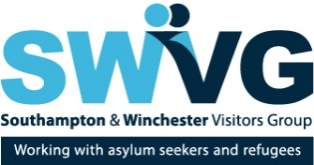 SWVG
Southampton & Winchester Visitors Group
Working with asylum seekers and refugees